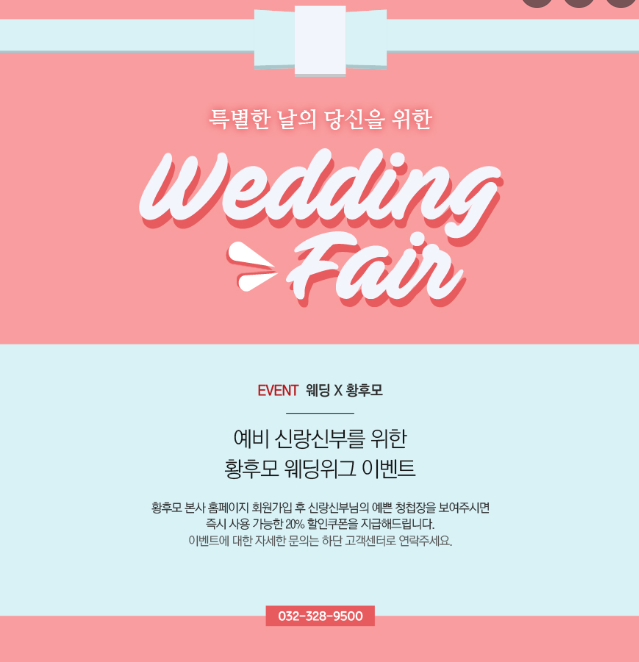 특별한 날의 당신을 위한
Wedding
Fair
EVENT 웨딩 X 황후모
예비 신랑신부를 위한
황후모 웨딩위그 이벤트
황후모 본사 홈페이지 회원가입 후 신랑신부님의 예쁜 청첩장을 보여주시면
즉시 사용 가능한 20% 할인쿠폰을 지급해드립니다.
이벤트에 대한 자세한 문의는 하단 고객센터로 연락주세요.
032-328-9500